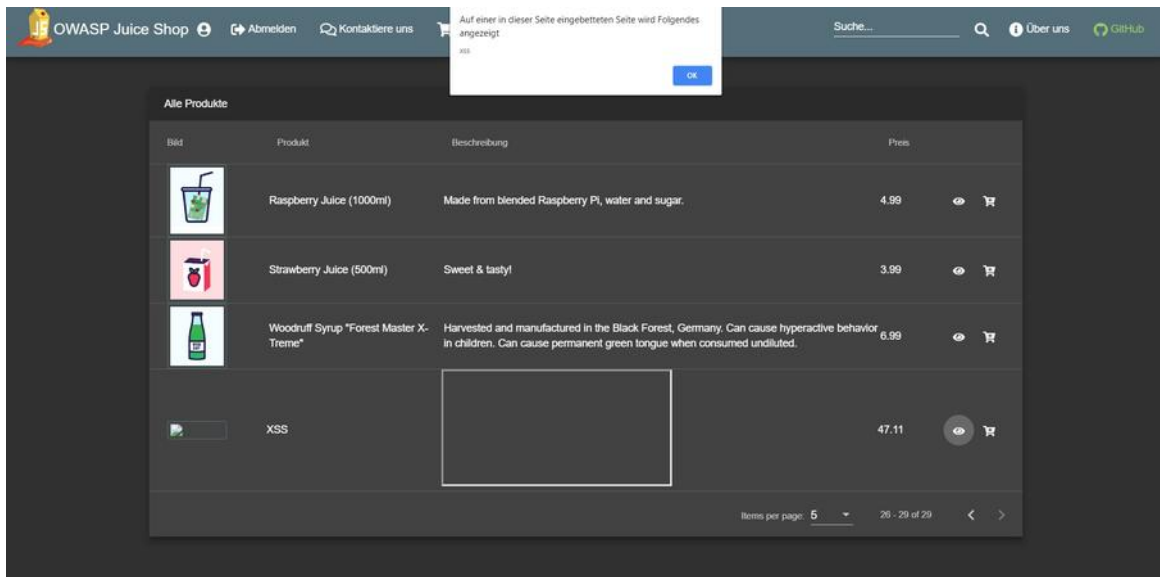 OWASP Juice Shop Abmelden Kontaktiere uns
Auf einer in dieser Seite eingebetteten Seite wird Folgendes
angezeigt
xss
OK
Suche... Über uns GitHub
Alle Produkte
Bild Produkt Beschreibung Preis
Raspberry Juice (1000ml) Made from blended Raspberry Pi, water and sugar. 4.99
Strawberry Juice (500ml) Sweet & tasty! 3.99
Woodruff Syrup "Forest Master X-
Treme"
Harvested and manufactured in the Black Forest, Germany. Can cause hyperactive behavior
in children. Can cause permanent green tongue when consumed undiluted.
6.99
XSS 47.11
Items per page: 5 26 - 29 of 29